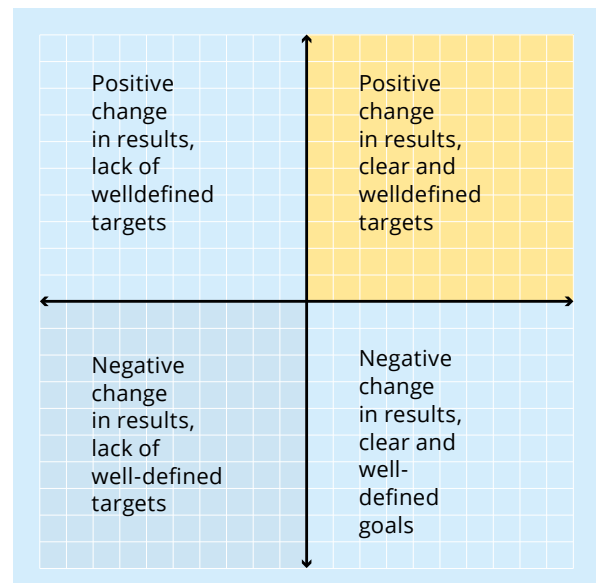 Positive
change
in results,
lack of
welldefined
targets
Positive
change
in results,
clear and
welldefined
targets
Negative
change
in results,
lack of
well-defined
targets
Negative
change
in results,
clear and
well-
defined
goals